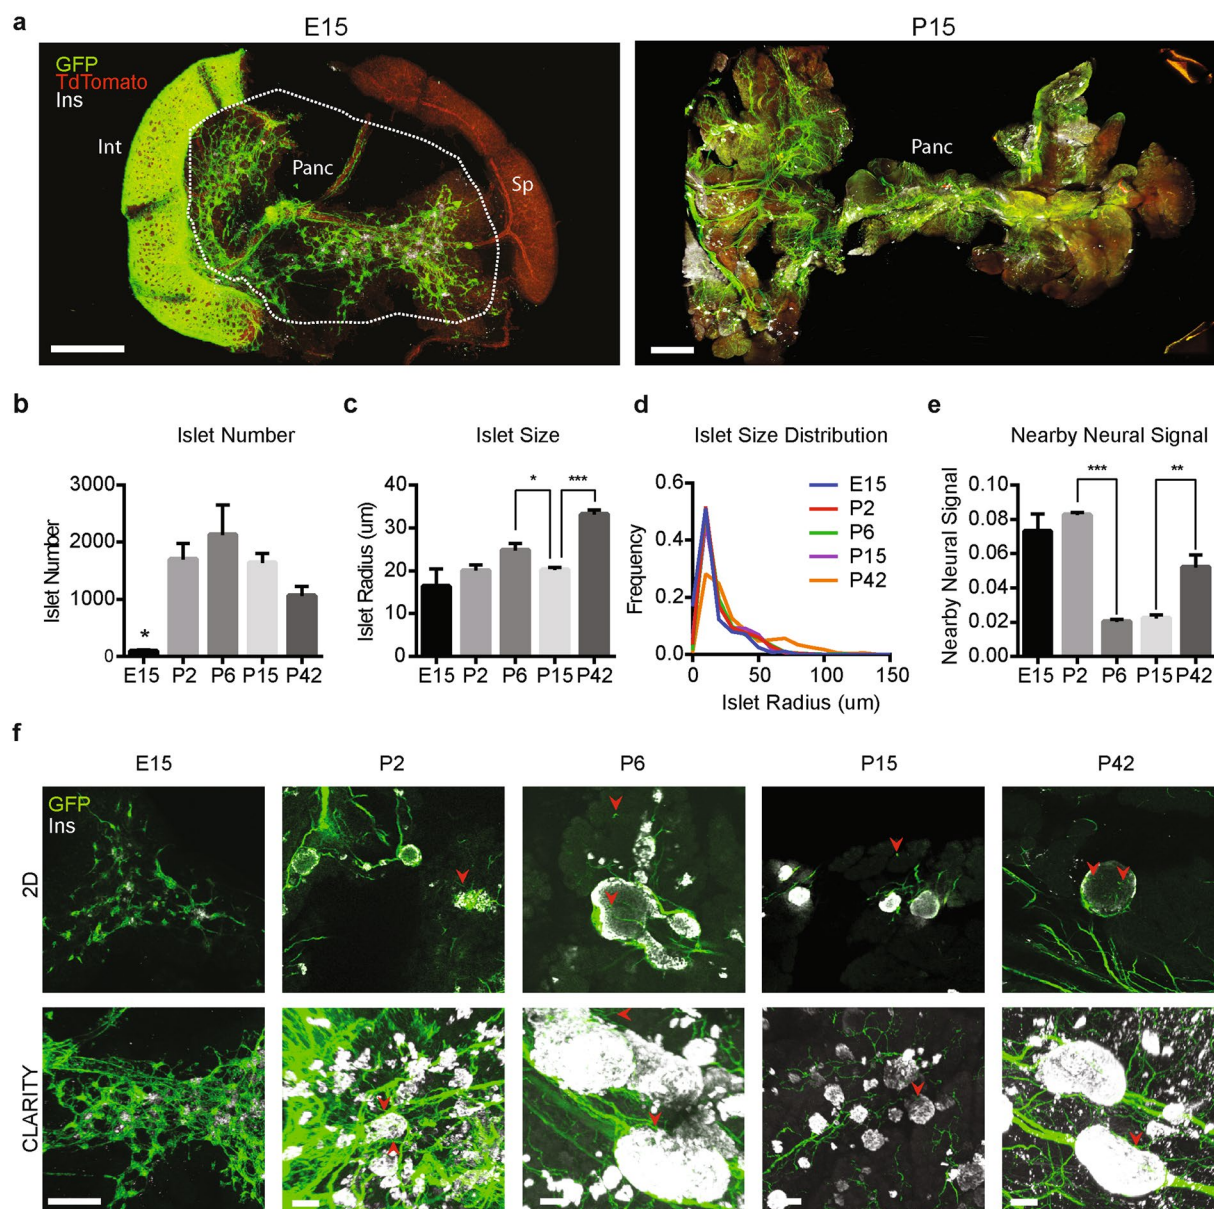 a
E15
P15
GFP
TdTomato
Ins
Int
Panc
Sp
Panc
b
Islet Number
Islet Number
3000
2000
1000
0
*
E15 P2 P6 P15 P42
c
Islet Size
Islet Radius (um)
40
30
20
10
0
* ***
E15 P2 P6 P15 P42
d
Islet Size Distribution
Frequency
0.6
0.4
0.2
0.0
E15
P2
P6
P15
P42
0 50 100 150
Islet Radius (um)
e
Nearby Neural Signal
Nearby Neural Signal
0.10
0.08
0.06
0.04
0.02
0.00
*** **
E15 P2 P6 P15 P42
f
E15 P2 P6 P15 P42
GFP
Ins
2D
CLARITY